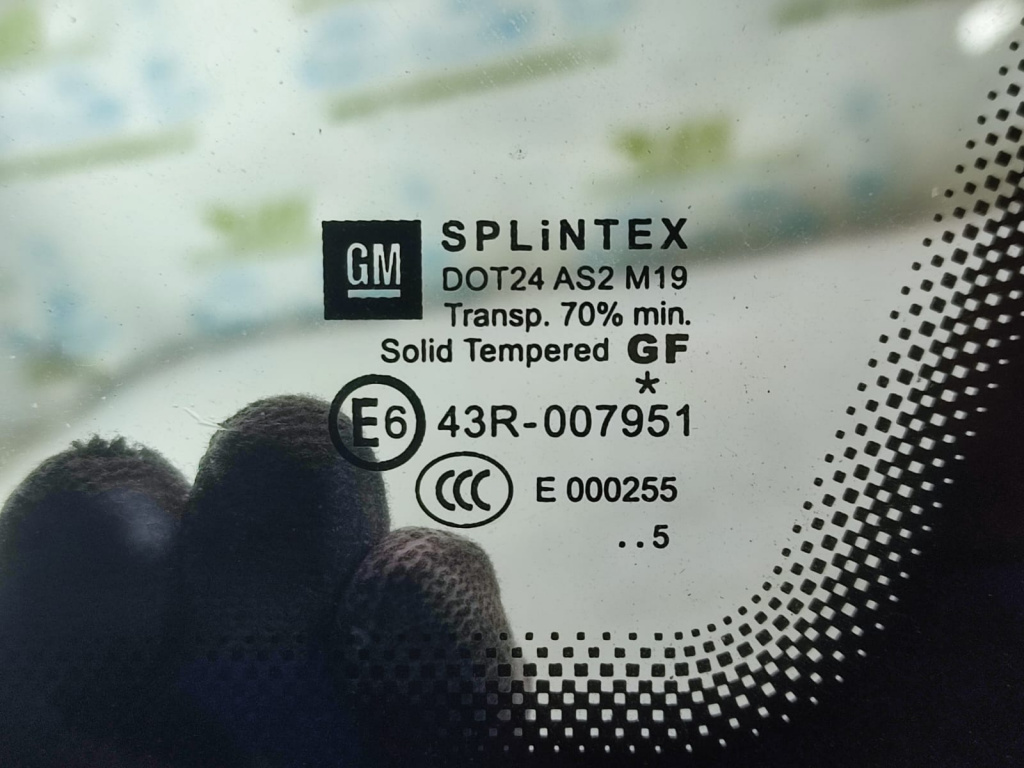 GM
SPLiNTEX
DOT24 AS2 M19
Transp. 70% min.
Solid Tempered GF
*
E6 43R-007951
CCC E 000255
..5